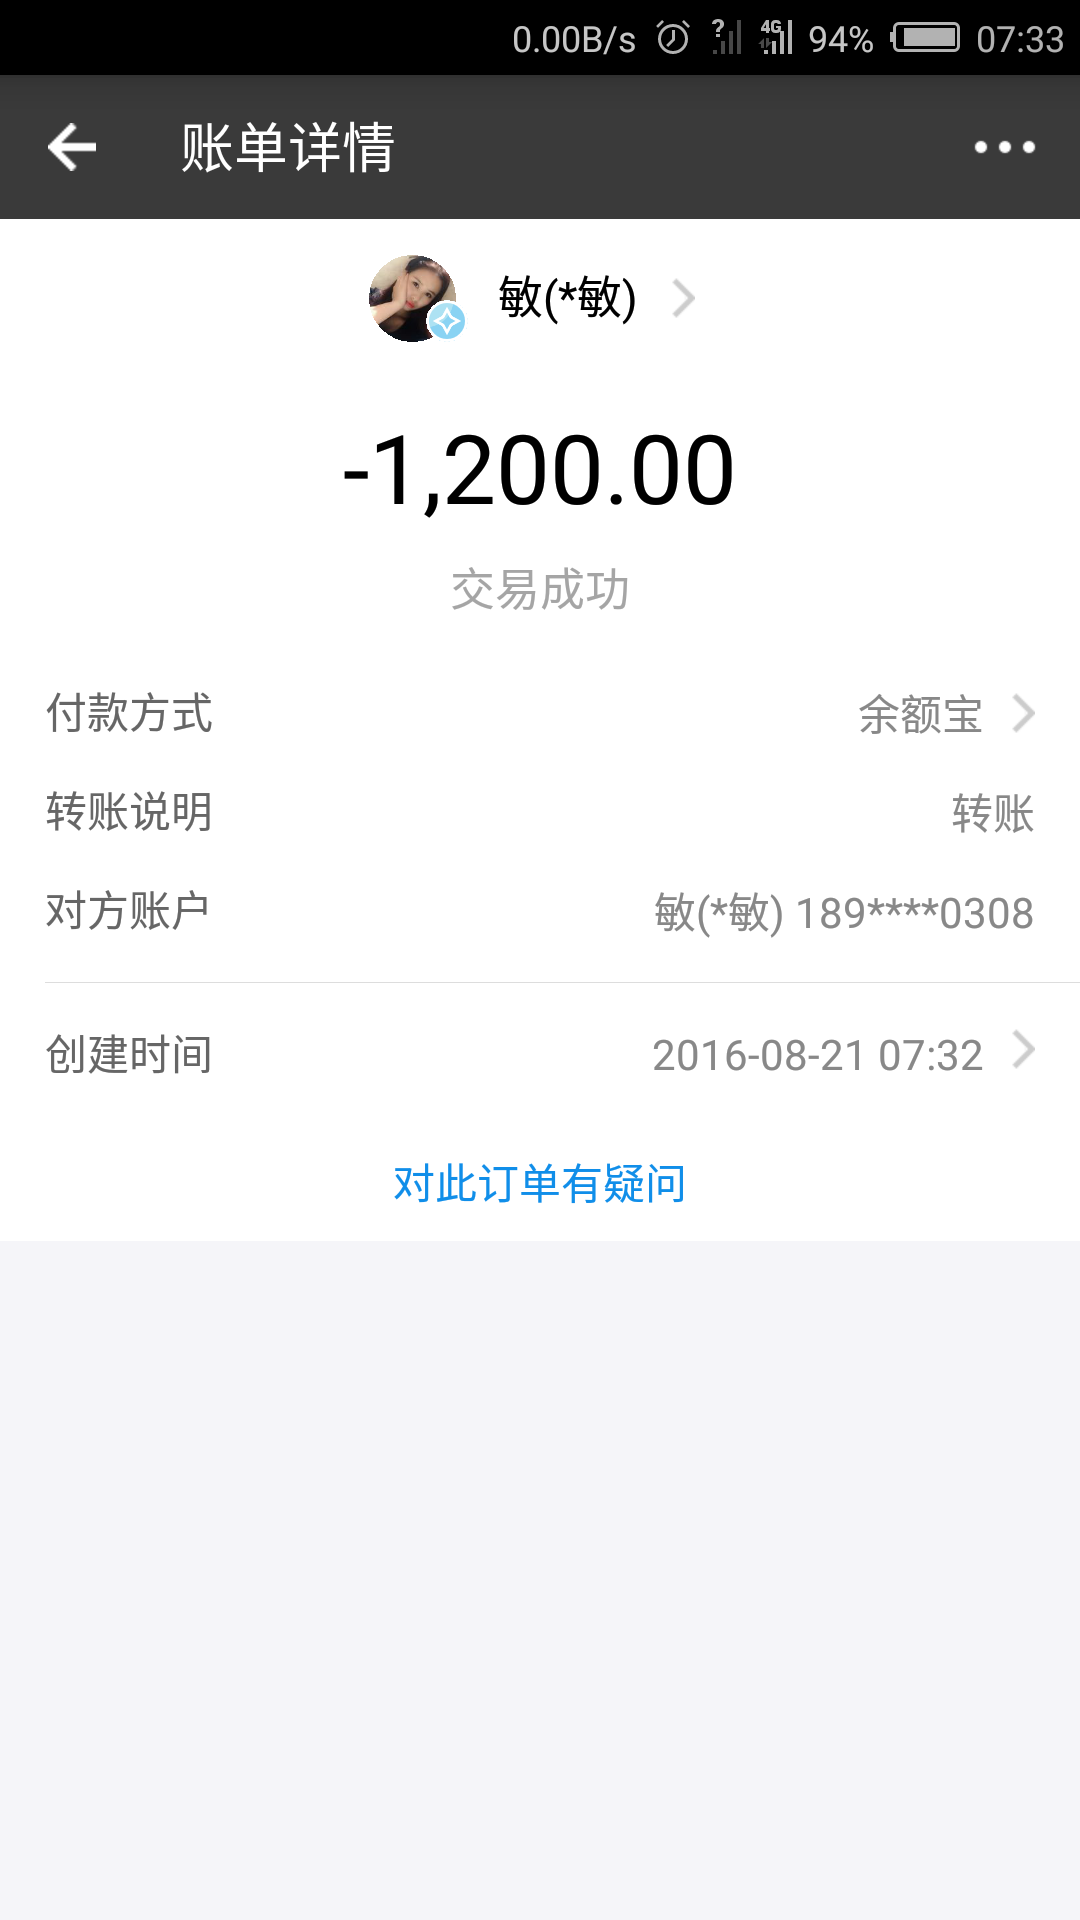 0.00B/s ? 4G 94% 07:33
账单详情
敏(*敏)
-1,200.00
交易成功
付款方式 余额宝
转账说明 转账
对方账户 敏(*敏) 189****0308
创建时间 2016-08-21 07:32
对此订单有疑问